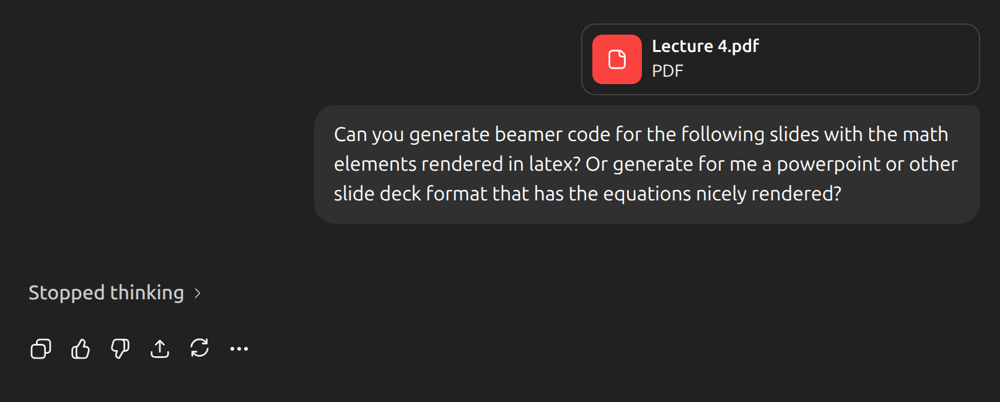 Lecture 4.pdf
PDF
Can you generate beamer code for the following slides with the math
elements rendered in latex? Or generate for me a powerpoint or other
slide deck format that has the equations nicely rendered?
Stopped thinking